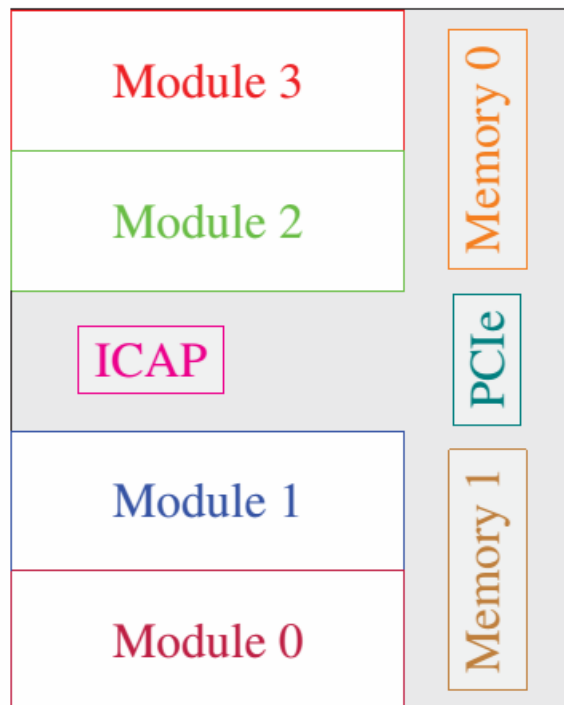 Module 3
Memory 0
Module 2
ICAP
PCIe
Module 1
Memory 1
Module 0